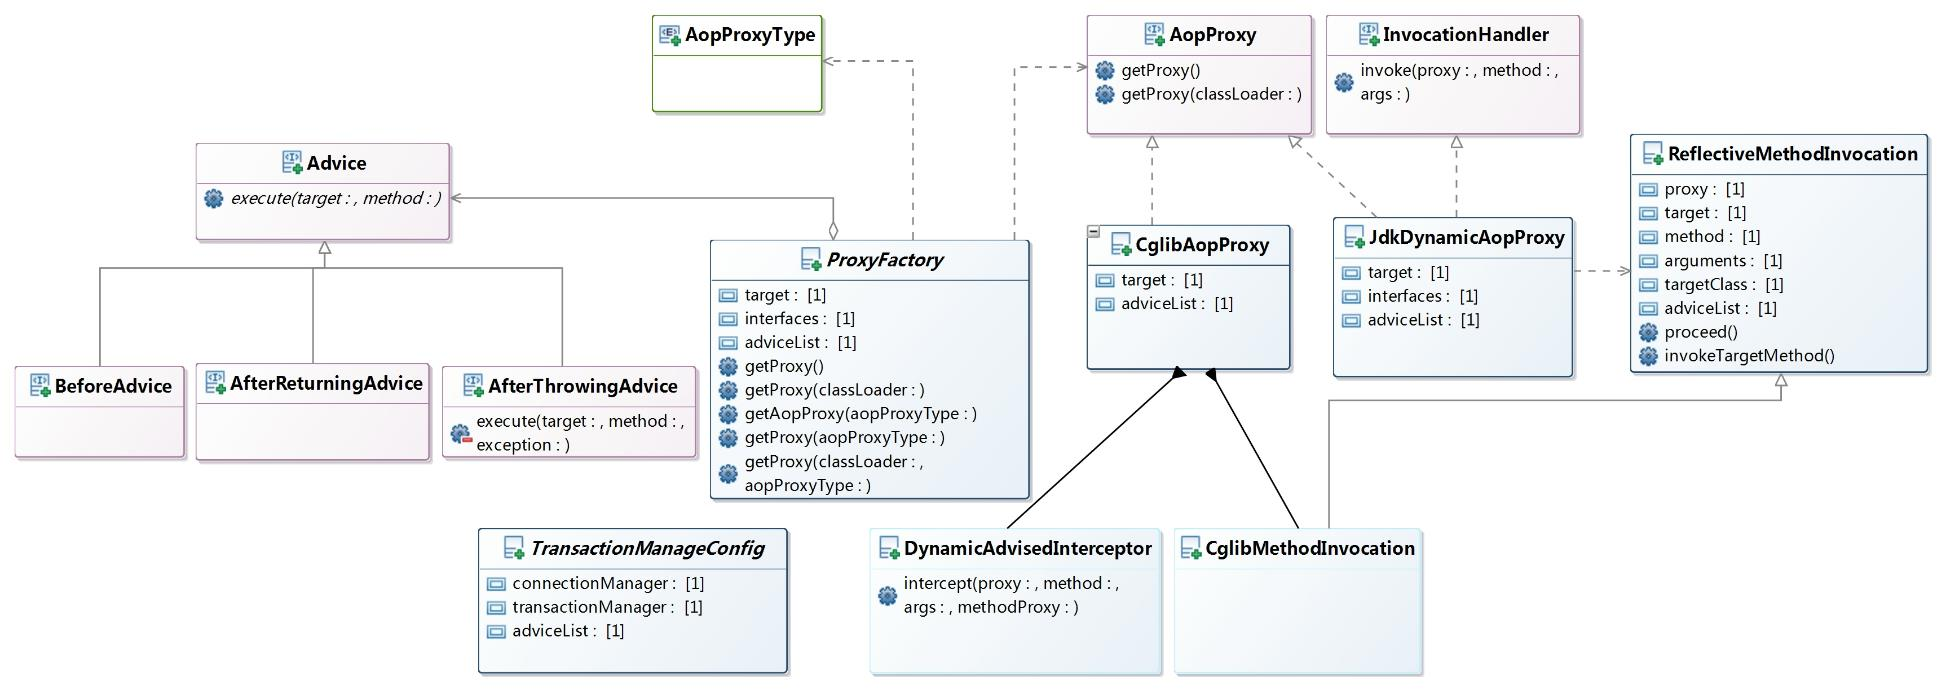 AopProxyType
AopProxy
getProxy()
getProxy(classLoader : )
InvocationHandler
invoke(proxy : , method : ,
args : )
Advice
execute(target : , method : )
ReflectiveMethodInvocation
proxy : [1]
target : [1]
method : [1]
arguments : [1]
targetClass : [1]
adviceList : [1]
proceed()
invokeTargetMethod()
ProxyFactory
target : [1]
interfaces : [1]
adviceList : [1]
getProxy()
getProxy(classLoader : )
getAopProxy(aopProxyType : )
getProxy(aopProxyType : )
getProxy(classLoader : ,
aopProxyType : )
CglibAopProxy
target : [1]
adviceList : [1]
JdkDynamicAopProxy
target : [1]
interfaces : [1]
adviceList : [1]
BeforeAdvice
AfterReturningAdvice
AfterThrowingAdvice
execute(target : , method : ,
exception : )
TransactionManageConfig
connectionManager : [1]
transactionManager : [1]
adviceList : [1]
DynamicAdvisedInterceptor
intercept(proxy : , method : ,
args : , methodProxy : )
CglibMethodInvocation